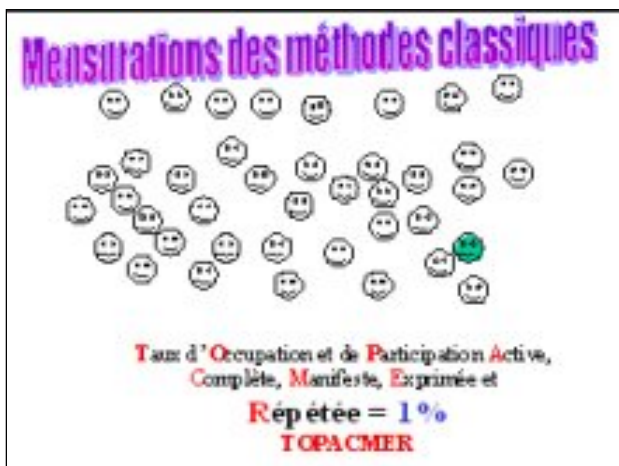 Mensurations des méthodes classiques
Taux d'Occupation et de Participation Active,
Complète, Manifeste, Exprimée et
Répétée = 1%
TOPACMER